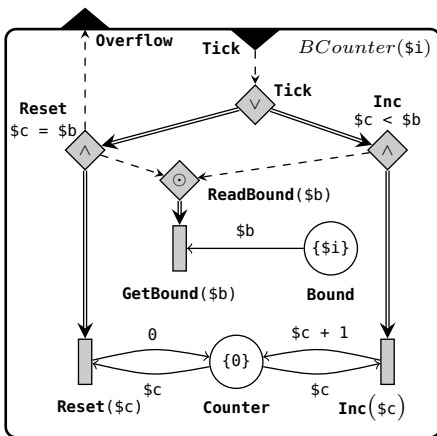 Overflow
Tick
BCounter($i)
Reset
$c = $b
∨
Tick
Inc
$c < $b
∧
∧
⊙
ReadBound($b)
$b
{$i}
GetBound($b)
Bound
0
$c + 1
{0}
$c
$c
Reset($c)
Counter
Inc($c)